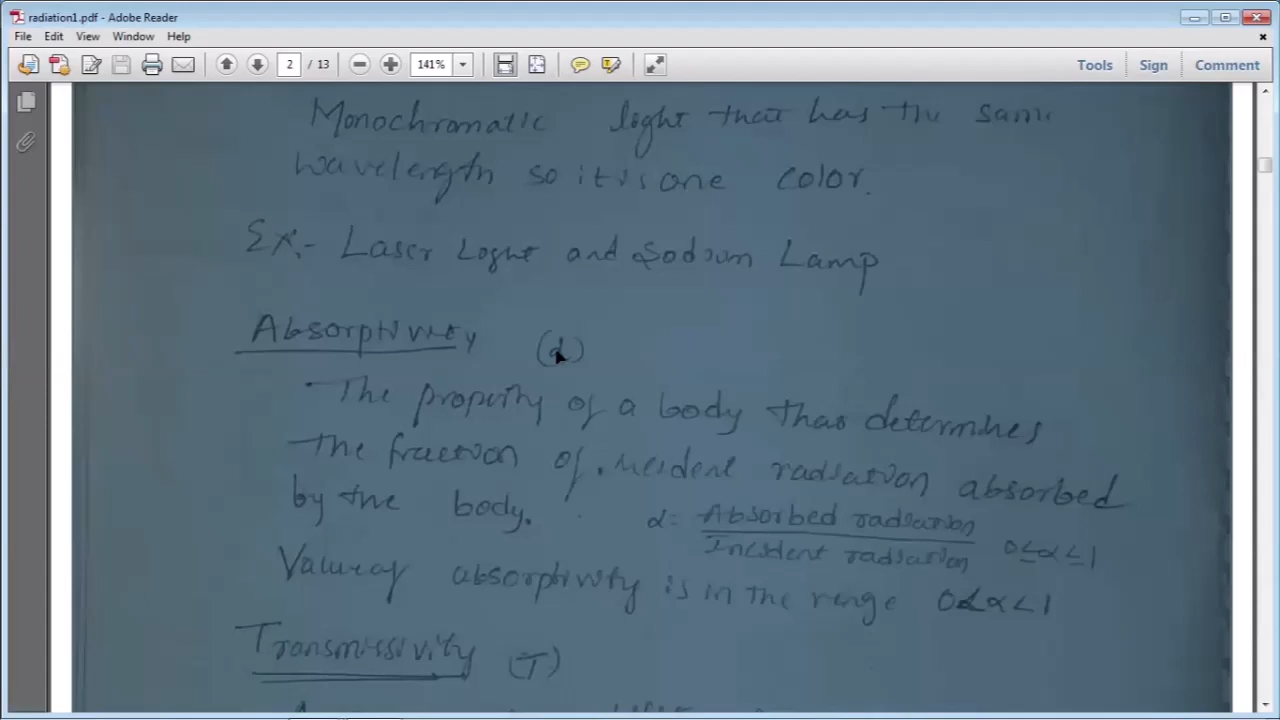 radiation1.pdf - Adobe Reader
File Edit View Window Help
2 / 13 141% Tools Sign Comment
Monochromatic light that has the same
wavelength so it is one color.
Ex.- Laser Light and Sodium Lamp
Absorptivity (α)
The property of a body that determines
the fraction of incident radiation absorbed
by the body. α = Absorbed radiation / Incident radiation 0≤α≤1
Value of absorptivity is in the range 0<α<1
Transmissivity (T)